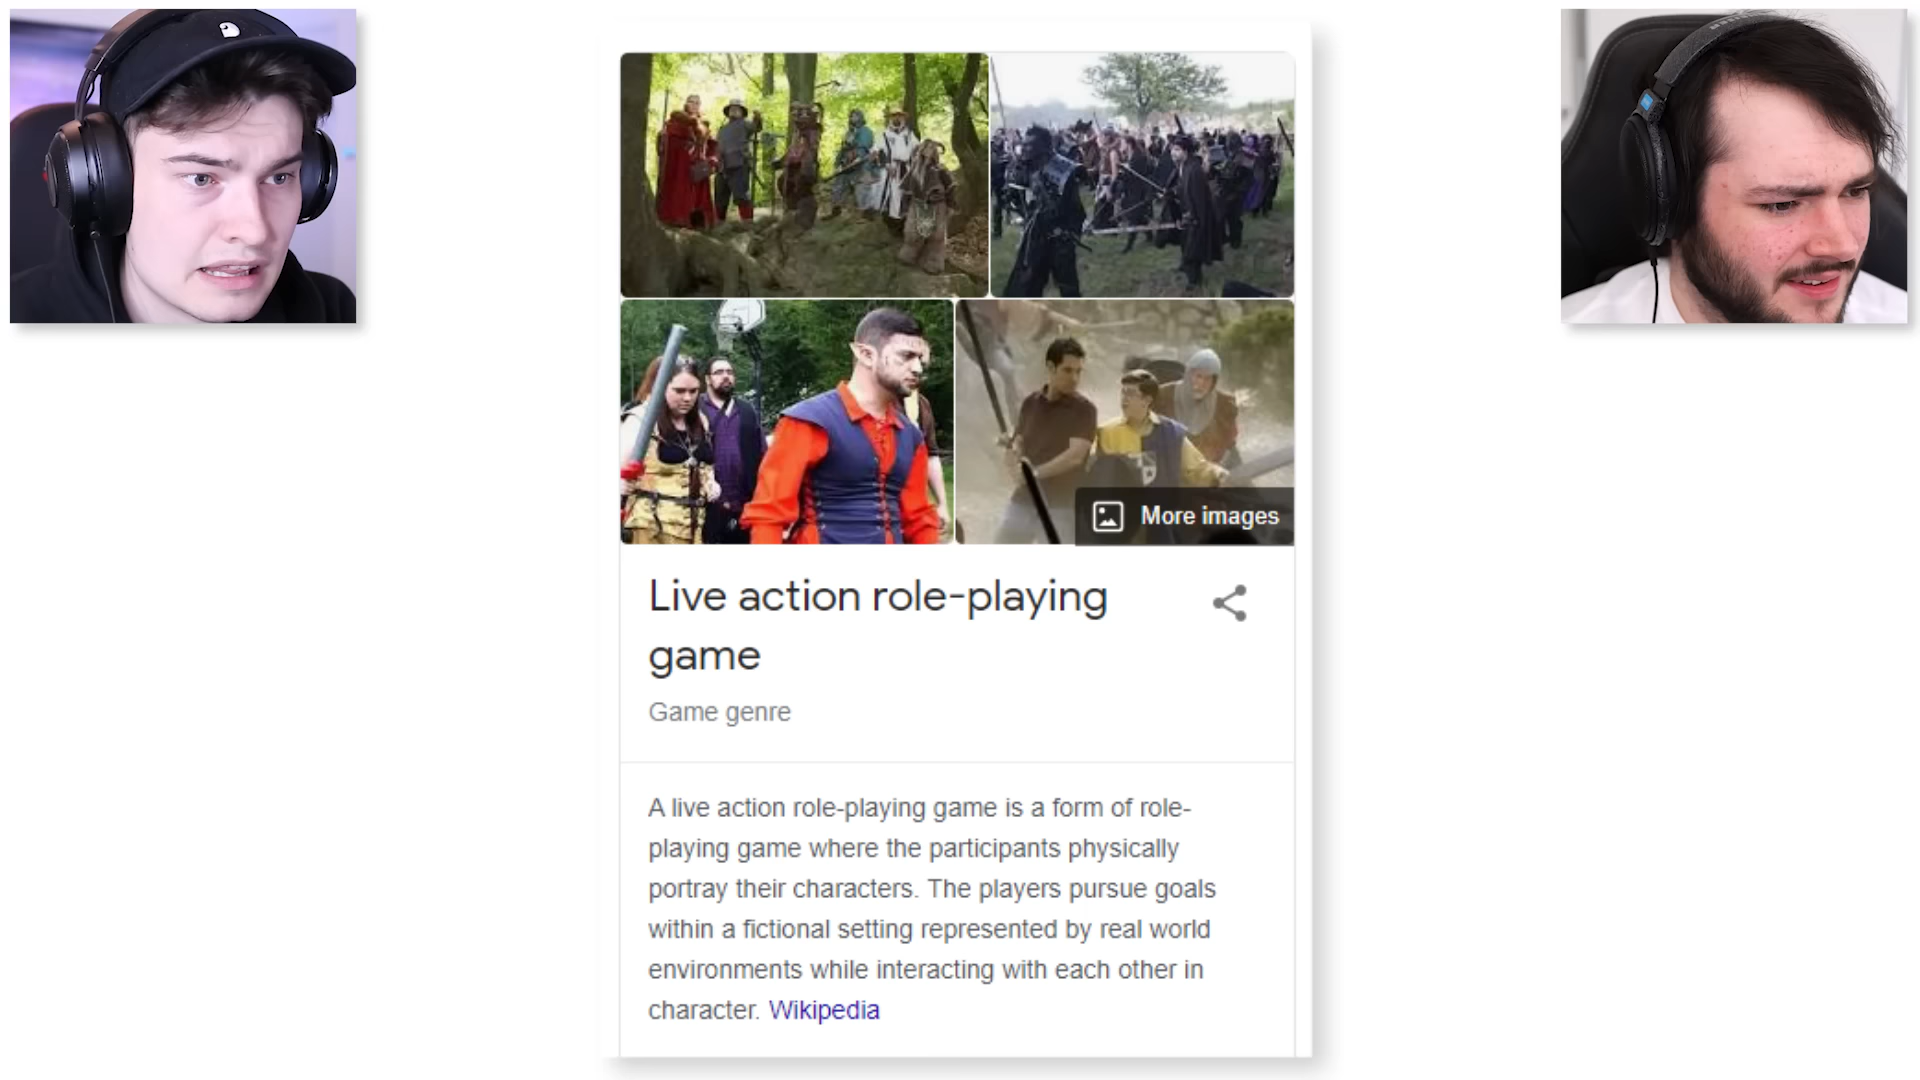 More images
Live action role-playing
game
Game genre
A live action role-playing game is a form of role-
playing game where the participants physically
portray their characters. The players pursue goals
within a fictional setting represented by real world
environments while interacting with each other in
character. Wikipedia